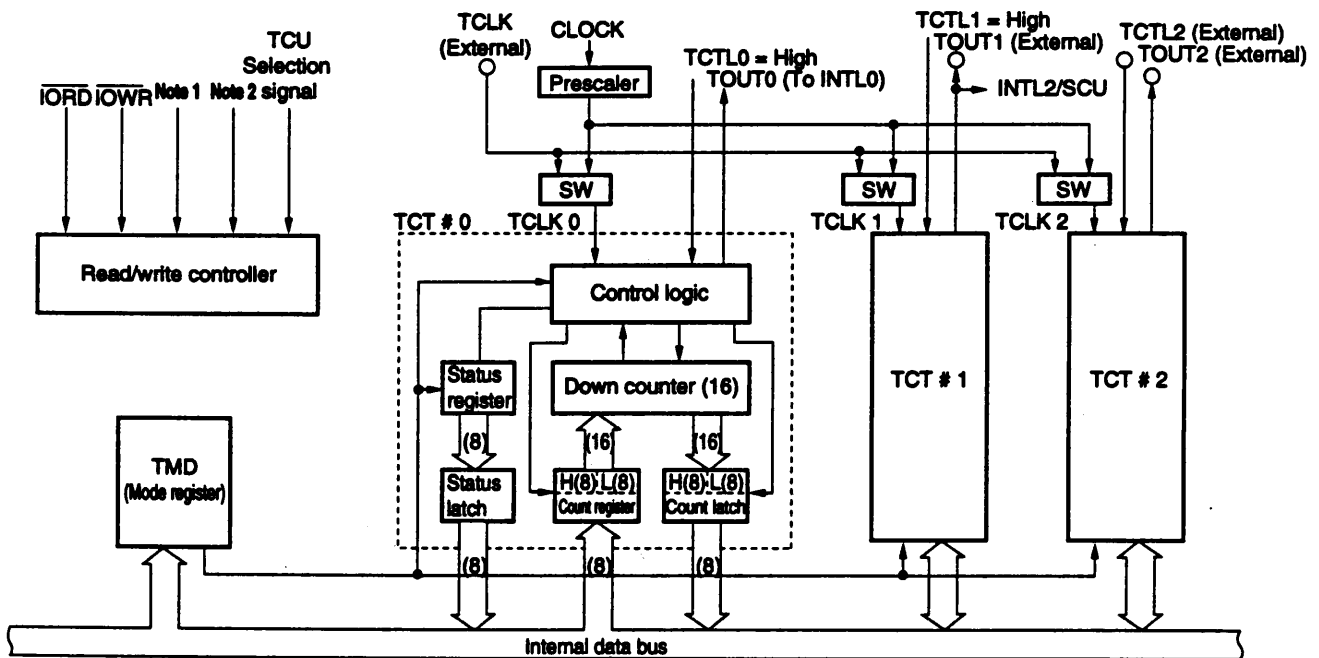 TCU
Selection
signal
IORD IOWR Note 1 Note 2
TCLK
(External)
CLOCK
Prescaler
TCTL0 = High
TOUT0 (To INTL0)
TCTL1 = High
TOUT1 (External)
INTL2/SCU
TCTL2 (External)
TOUT2 (External)
SW
SW
SW
TCT # 0
TCLK 0
TCLK 1
TCLK 2
Read/write controller
Control logic
Status
register
Down counter (16)
TCT # 1
TCT # 2
(8)
(16)
(16)
TMD
(Mode register)
Status
latch
H(8) L(8)
Count register
H(8) L(8)
Count latch
(8)
(8)
(8)
Internal data bus